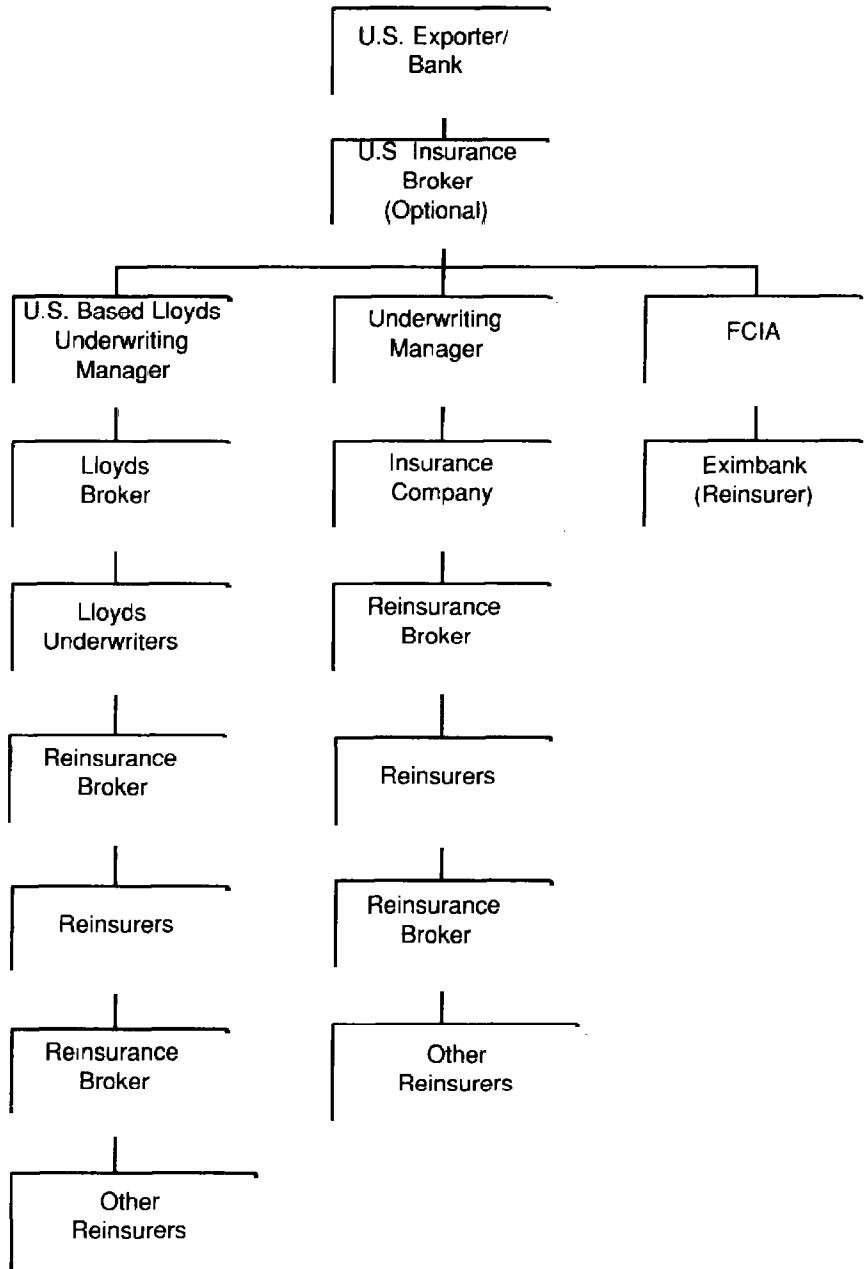 U.S. Exporter/
Bank
U.S Insurance
Broker
(Optional)
U.S. Based Lloyds
Underwriting
Manager
Underwriting
Manager
FCIA
Lloyds
Broker
Insurance
Company
Eximbank
(Reinsurer)
Lloyds
Underwriters
Reinsurance
Broker
Reinsurance
Broker
Reinsurers
Reinsurers
Reinsurance
Broker
Reinsurance
Broker
Other
Reinsurers
Other
Reinsurers